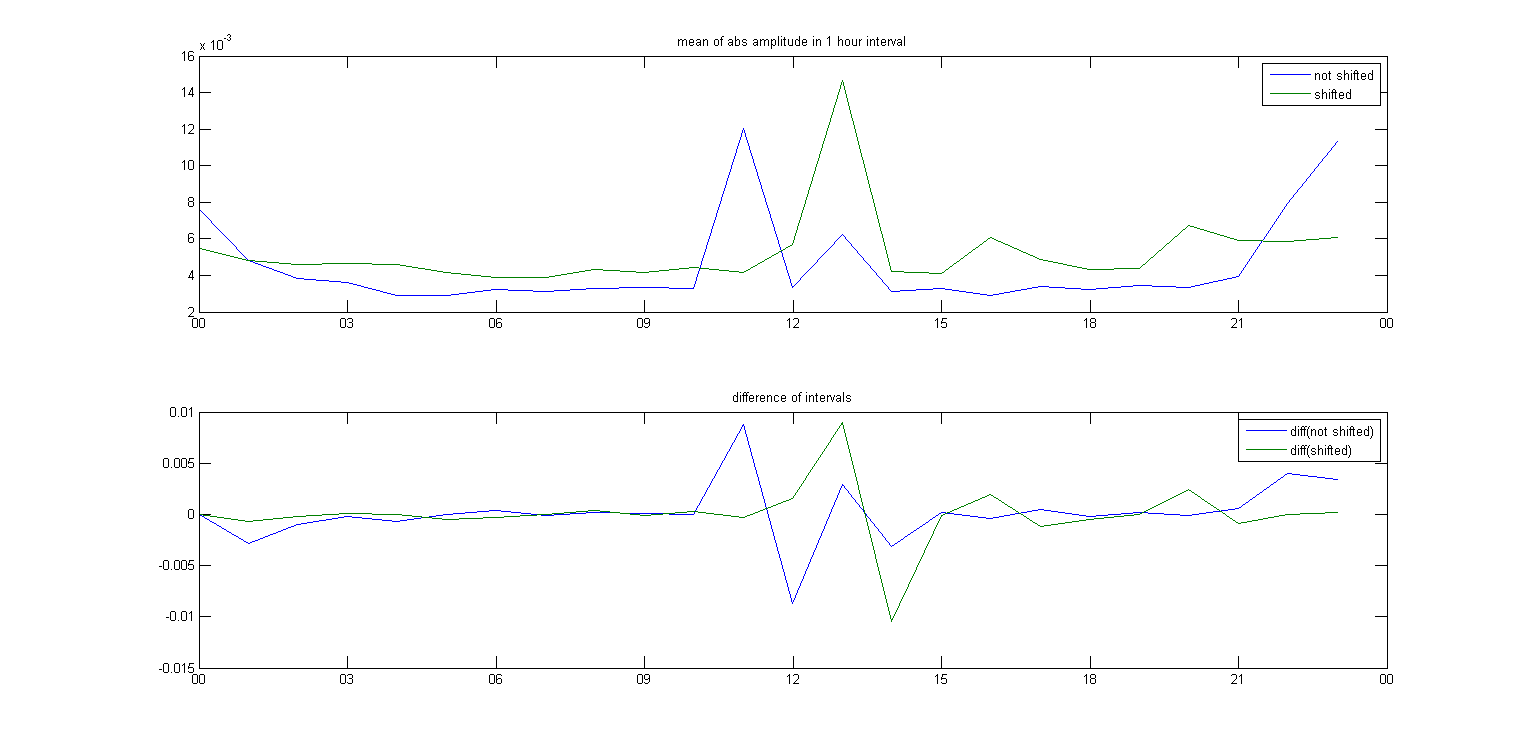 mean of abs amplitude in 1 hour interval
x 10-3
16
14
12
10
8
6
4
2
not shifted
shifted
00 03 06 09 12 15 18 21 00
difference of intervals
0.01
0.005
0
-0.005
-0.01
-0.015
diff(not shifted)
diff(shifted)
00 03 06 09 12 15 18 21 00